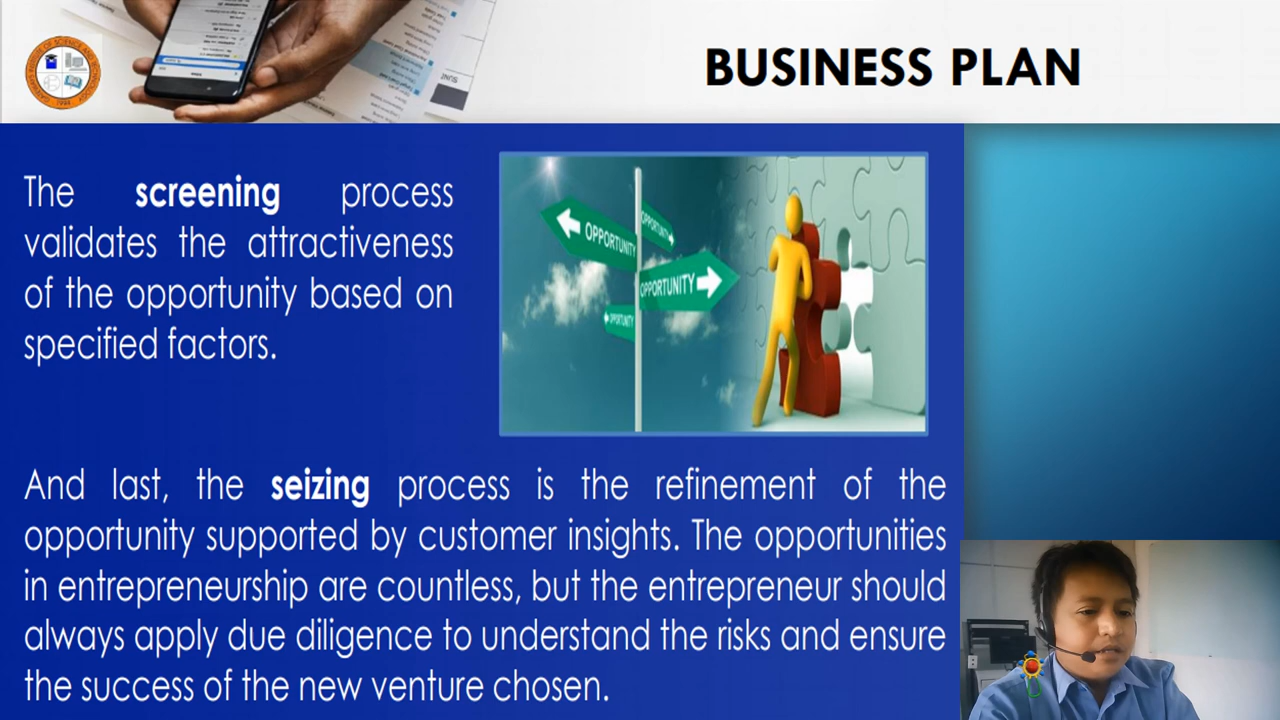 BUSINESS PLAN
The screening process
validates the attractiveness
of the opportunity based on
specified factors.
OPPORTUNITY
OPPORTUNITY
OPPORTUNITY
OPPORTUNITY
And last, the seizing process is the refinement of the
opportunity supported by customer insights. The opportunities
in entrepreneurship are countless, but the entrepreneur should
always apply due diligence to understand the risks and ensure
the success of the new venture chosen.